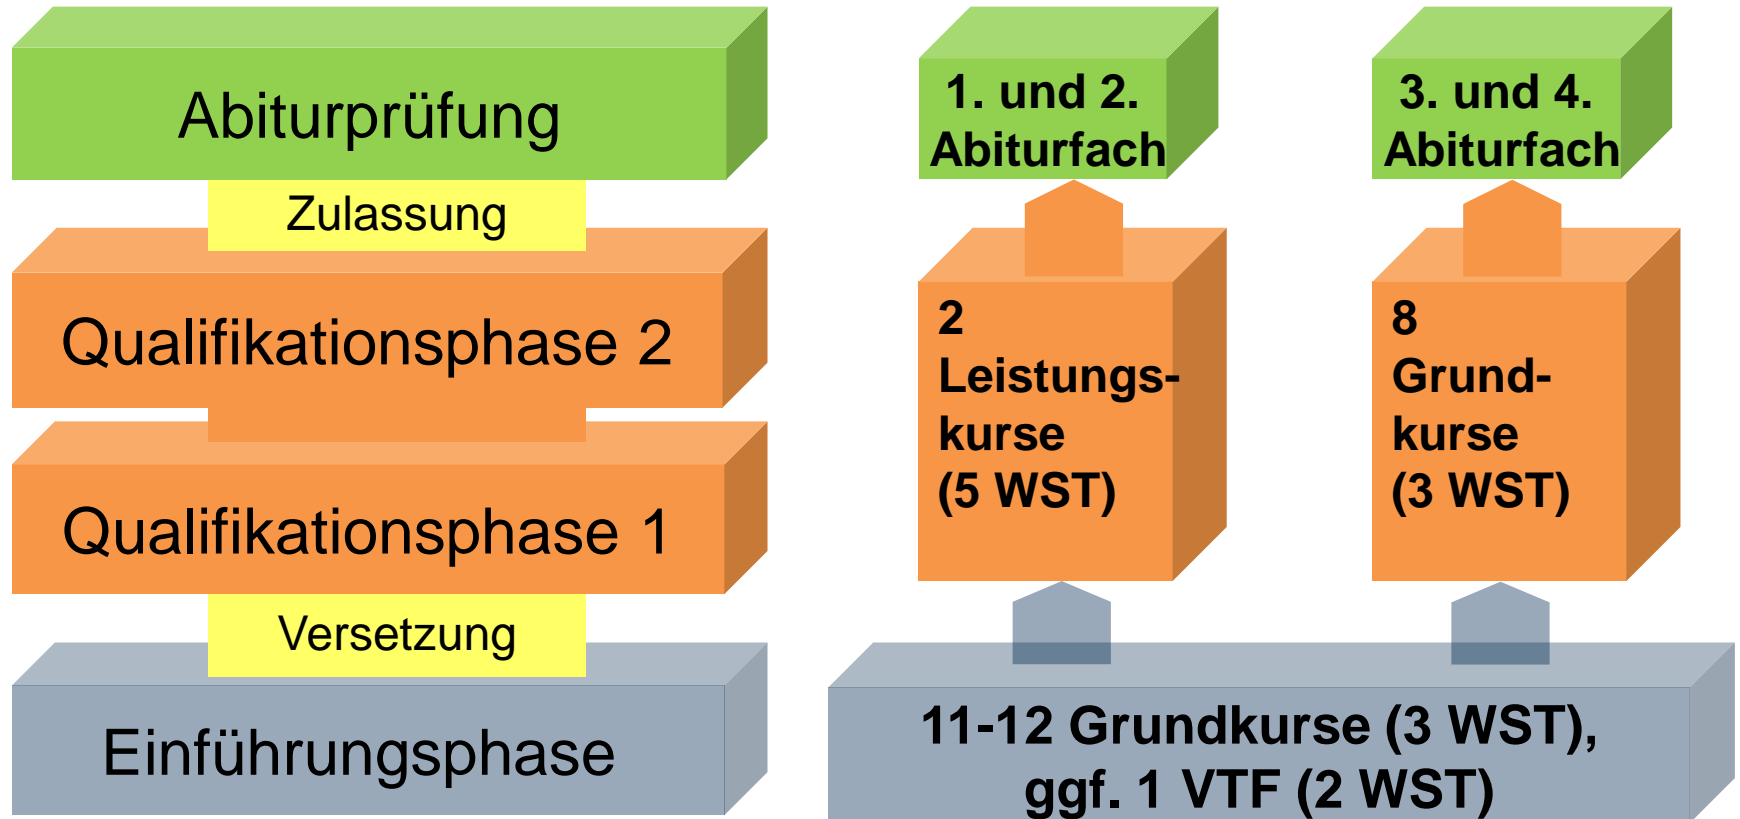 Abiturprüfung
Zulassung
Qualifikationsphase 2
Qualifikationsphase 1
Versetzung
Einführungsphase
1. und 2.
Abiturfach
3. und 4.
Abiturfach
2
Leistungs-
kurse
(5 WST)
8
Grund-
kurse
(3 WST)
11-12 Grundkurse (3 WST),
ggf. 1 VTF (2 WST)